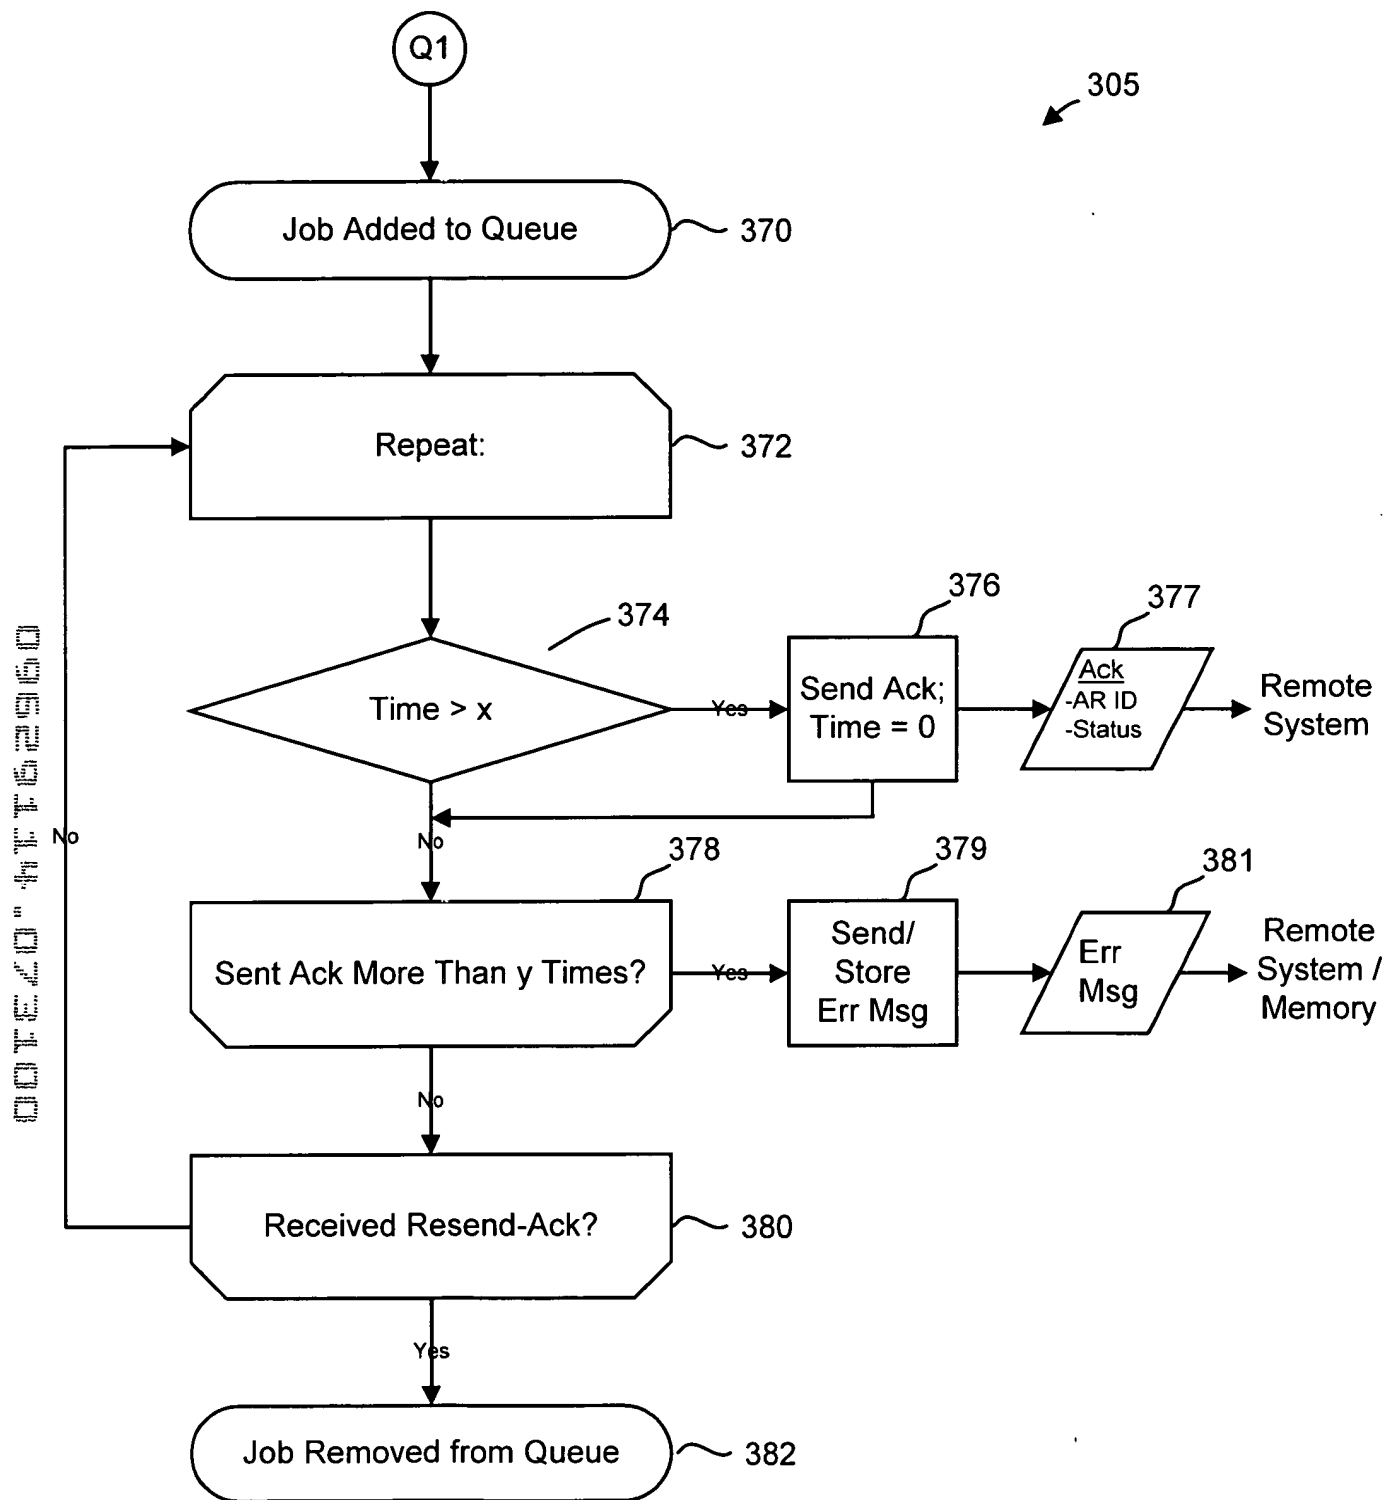 Q1
305
Job Added to Queue
370
Repeat:
372
374
376
377
Time > x
Yes
Send Ack;
Time = 0
Ack
-AR ID
-Status
Remote
System
No
No
378
379
381
Sent Ack More Than y Times?
Yes
Send/
Store
Err Msg
Err
Msg
Remote
System /
Memory
No
Received Resend-Ack?
380
Yes
Job Removed from Queue
382